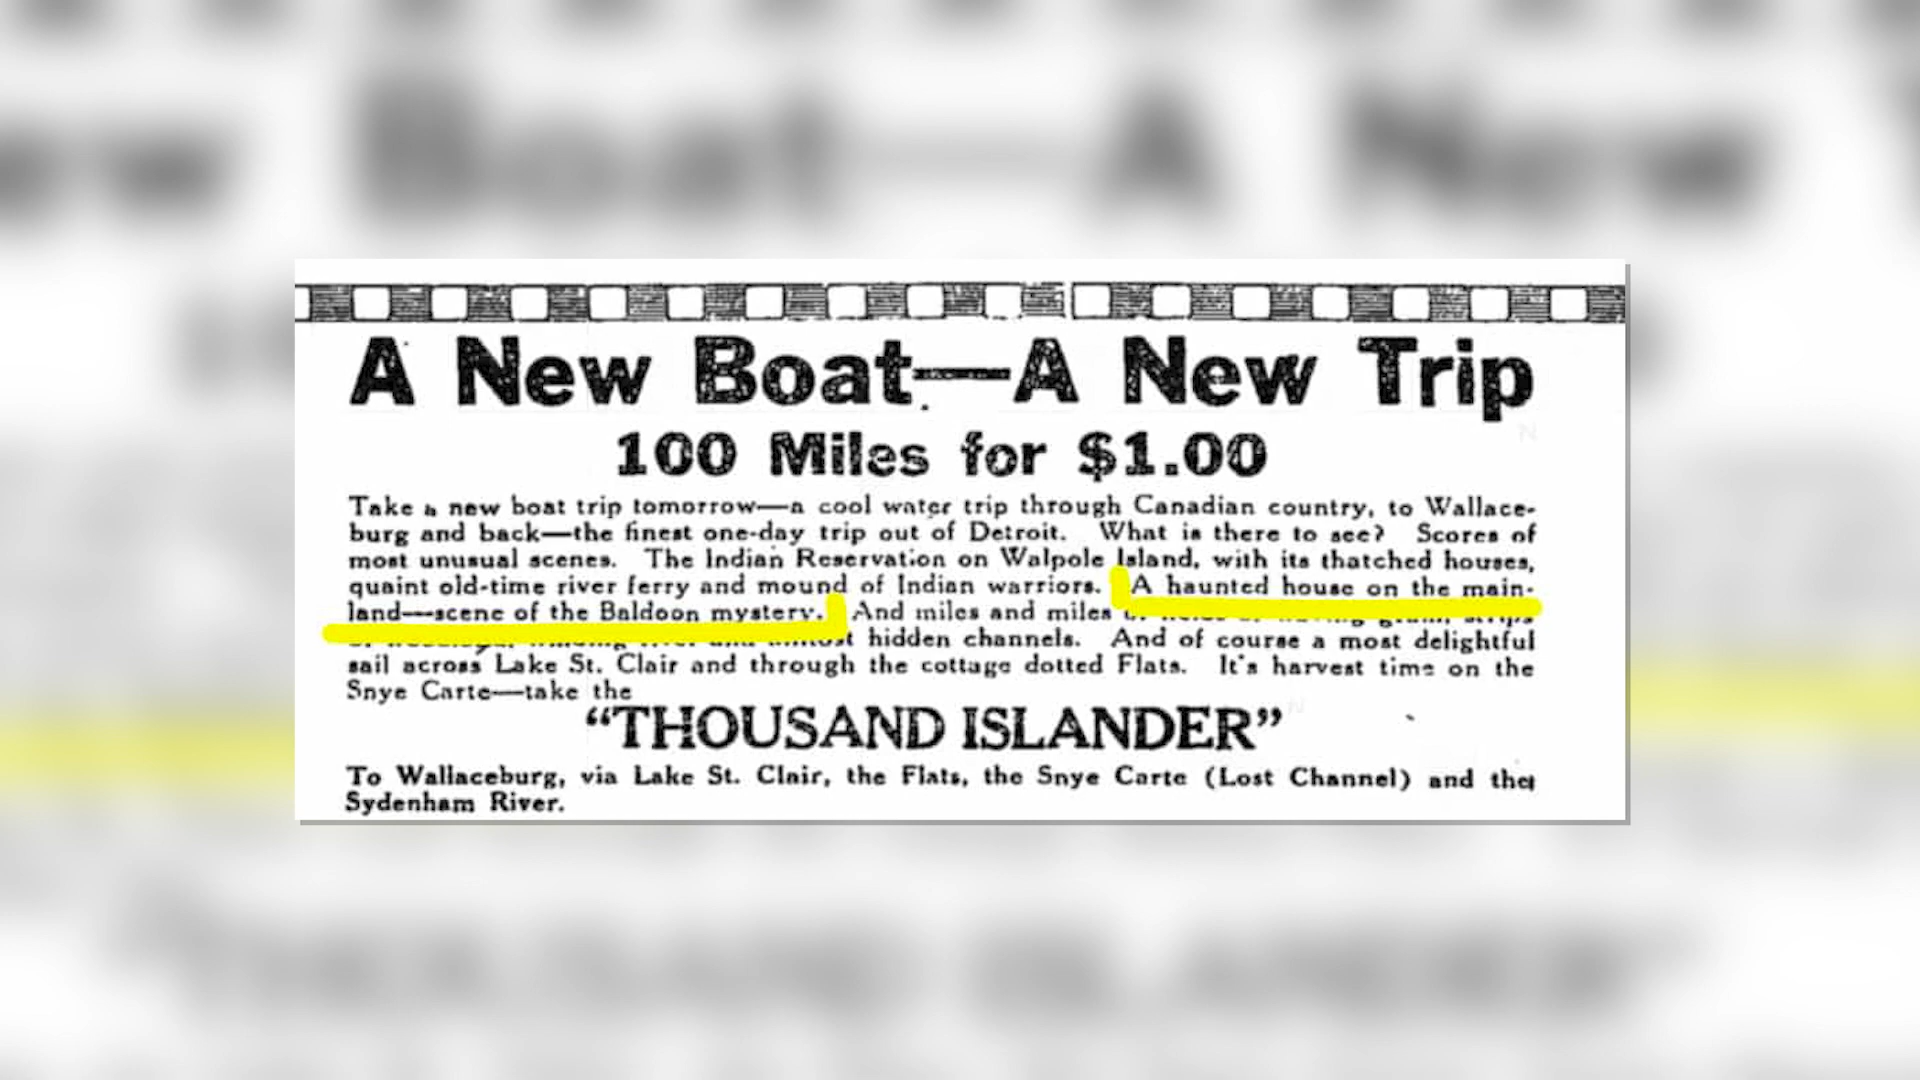 A New Boat—A New Trip
100 Miles for $1.00
Take a new boat trip tomorrow—a cool water trip through Canadian country, to Wallace-
burg and back—the finest one-day trip out of Detroit. What is there to see? Scores of
most unusual scenes. The Indian Reservation on Walpole Island, with its thatched houses,
quaint old-time river ferry and mound of Indian warriors. A haunted house on the main-
land—scene of the Baldoon mystery. And miles and miles
hidden channels. And of course a most delightful
sail across Lake St. Clair and through the cottage dotted Flats. It's harvest time on the
Snye Carte—take the
"THOUSAND ISLANDER"
To Wallaceburg, via Lake St. Clair, the Flats, the Snye Carte (Lost Channel) and the
Sydenham River.